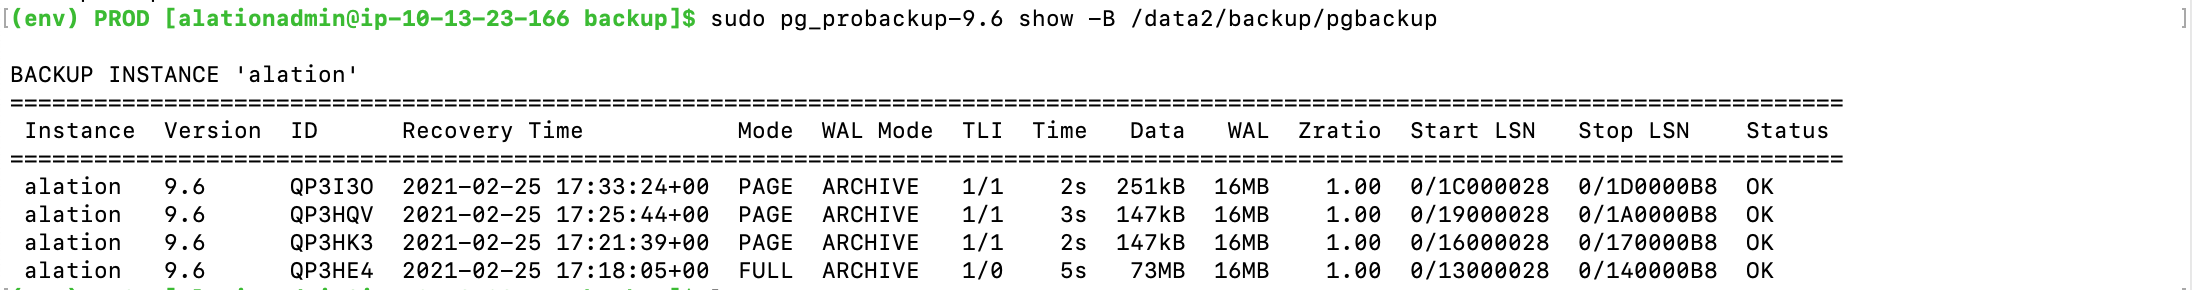 [(env) PROD [alationadmin@ip-10-13-23-166 backup]$ sudo pg_probackup-9.6 show -B /data2/backup/pgbackup ]
BACKUP INSTANCE 'alation'
===================================================================================================================================
Instance  Version  ID      Recovery Time           Mode  WAL Mode  TLI  Time   Data   WAL  Zratio  Start LSN   Stop LSN    Status
===================================================================================================================================
alation   9.6      QP3I3O  2021-02-25 17:33:24+00  PAGE  ARCHIVE   1/1    2s  251kB  16MB    1.00  0/1C000028  0/1D0000B8  OK
alation   9.6      QP3HQV  2021-02-25 17:25:44+00  PAGE  ARCHIVE   1/1    3s  147kB  16MB    1.00  0/19000028  0/1A0000B8  OK
alation   9.6      QP3HK3  2021-02-25 17:21:39+00  PAGE  ARCHIVE   1/1    2s  147kB  16MB    1.00  0/16000028  0/170000B8  OK
alation   9.6      QP3HE4  2021-02-25 17:18:05+00  FULL  ARCHIVE   1/0    5s   73MB  16MB    1.00  0/13000028  0/140000B8  OK